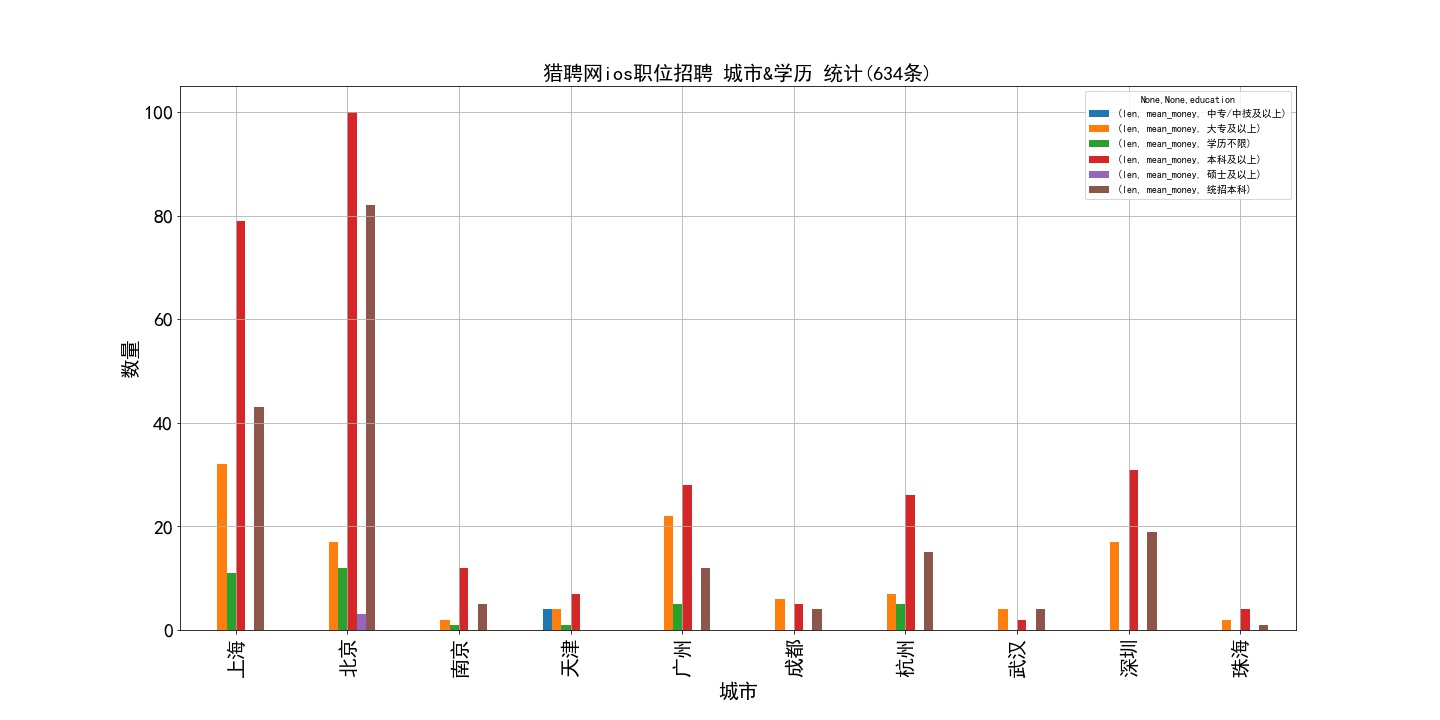 猎聘网ios职位招聘 城市&学历 统计(634条)
None,None,education
(len, mean_money, 中专/中技及以上)
(len, mean_money, 大专及以上)
(len, mean_money, 学历不限)
(len, mean_money, 本科及以上)
(len, mean_money, 硕士及以上)
(len, mean_money, 统招本科)
100
80
60
40
20
0
数量
上海
北京
南京
天津
广州
成都
杭州
武汉
深圳
珠海
城市